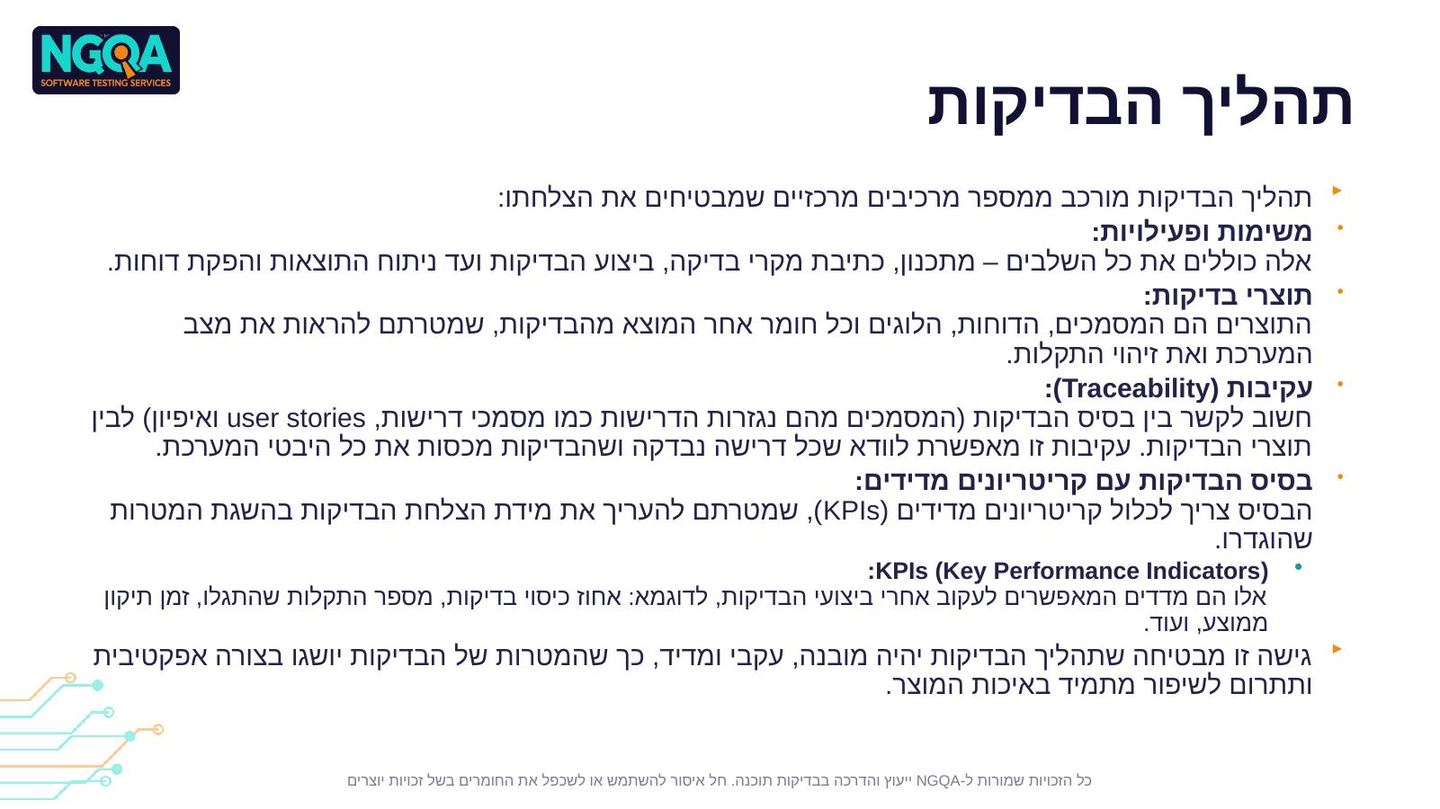 NGQA
SOFTWARE TESTING SERVICES
תהליך הבדיקות
תהליך הבדיקות מורכב ממספר מרכיבים מרכזיים שמבטיחים את הצלחתו:
משימות ופעילויות:
אלה כוללים את כל השלבים – מתכנון, כתיבת מקרי בדיקה, ביצוע הבדיקות ועד ניתוח התוצאות והפקת דוחות.
תוצרי בדיקות:
התוצרים הם המסמכים, הדוחות, הלוגים וכל חומר אחר המוצא מהבדיקות, שמטרתם להראות את מצב
המערכת ואת זיהוי התקלות.
עקיבות (Traceability):
חשוב לקשר בין בסיס הבדיקות (המסמכים מהם נגזרות הדרישות כמו מסמכי דרישות, user stories ואיפיון) לבין
תוצרי הבדיקות. עקיבות זו מאפשרת לוודא שכל דרישה נבדקה ושהבדיקות מכסות את כל היבטי המערכת.
בסיס הבדיקות עם קריטריונים מדידים:
הבסיס צריך לכלול קריטריונים מדידים (KPIs), שמטרתם להעריך את מידת הצלחת הבדיקות בהשגת המטרות
שהוגדרו.
KPIs (Key Performance Indicators):
אלו הם מדדים המאפשרים לעקוב אחרי ביצועי הבדיקות, לדוגמא: אחוז כיסוי בדיקות, מספר התקלות שהתגלו, זמן תיקון
ממוצע, ועוד.
גישה זו מבטיחה שתהליך הבדיקות יהיה מובנה, עקבי ומדיד, כך שהמטרות של הבדיקות יושגו בצורה אפקטיבית
ותתרום לשיפור מתמיד באיכות המוצר.
כל הזכויות שמורות ל-NGQA ייעוץ והדרכה בבדיקות תוכנה. חל איסור להשתמש או לשכפל את החומרים בשל זכויות יוצרים